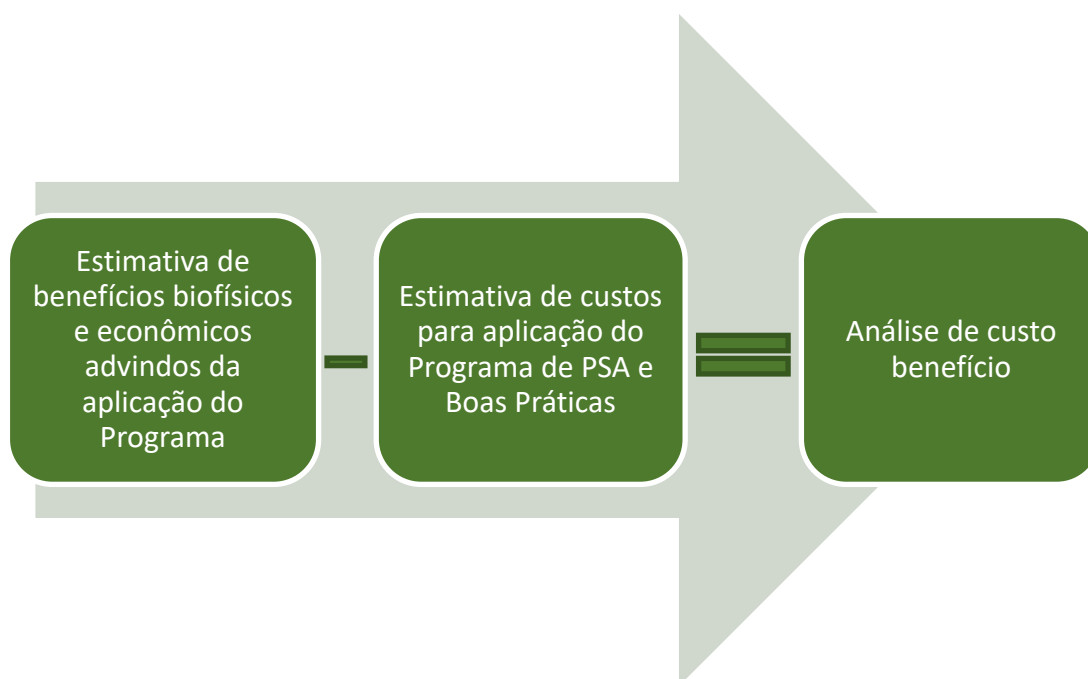 Estimativa de
benefícios biofísicos
e econômicos
advindos da
aplicação do
Programa
Estimativa de custos
para aplicação do
Programa de PSA e
Boas Práticas
Análise de custo
benefício